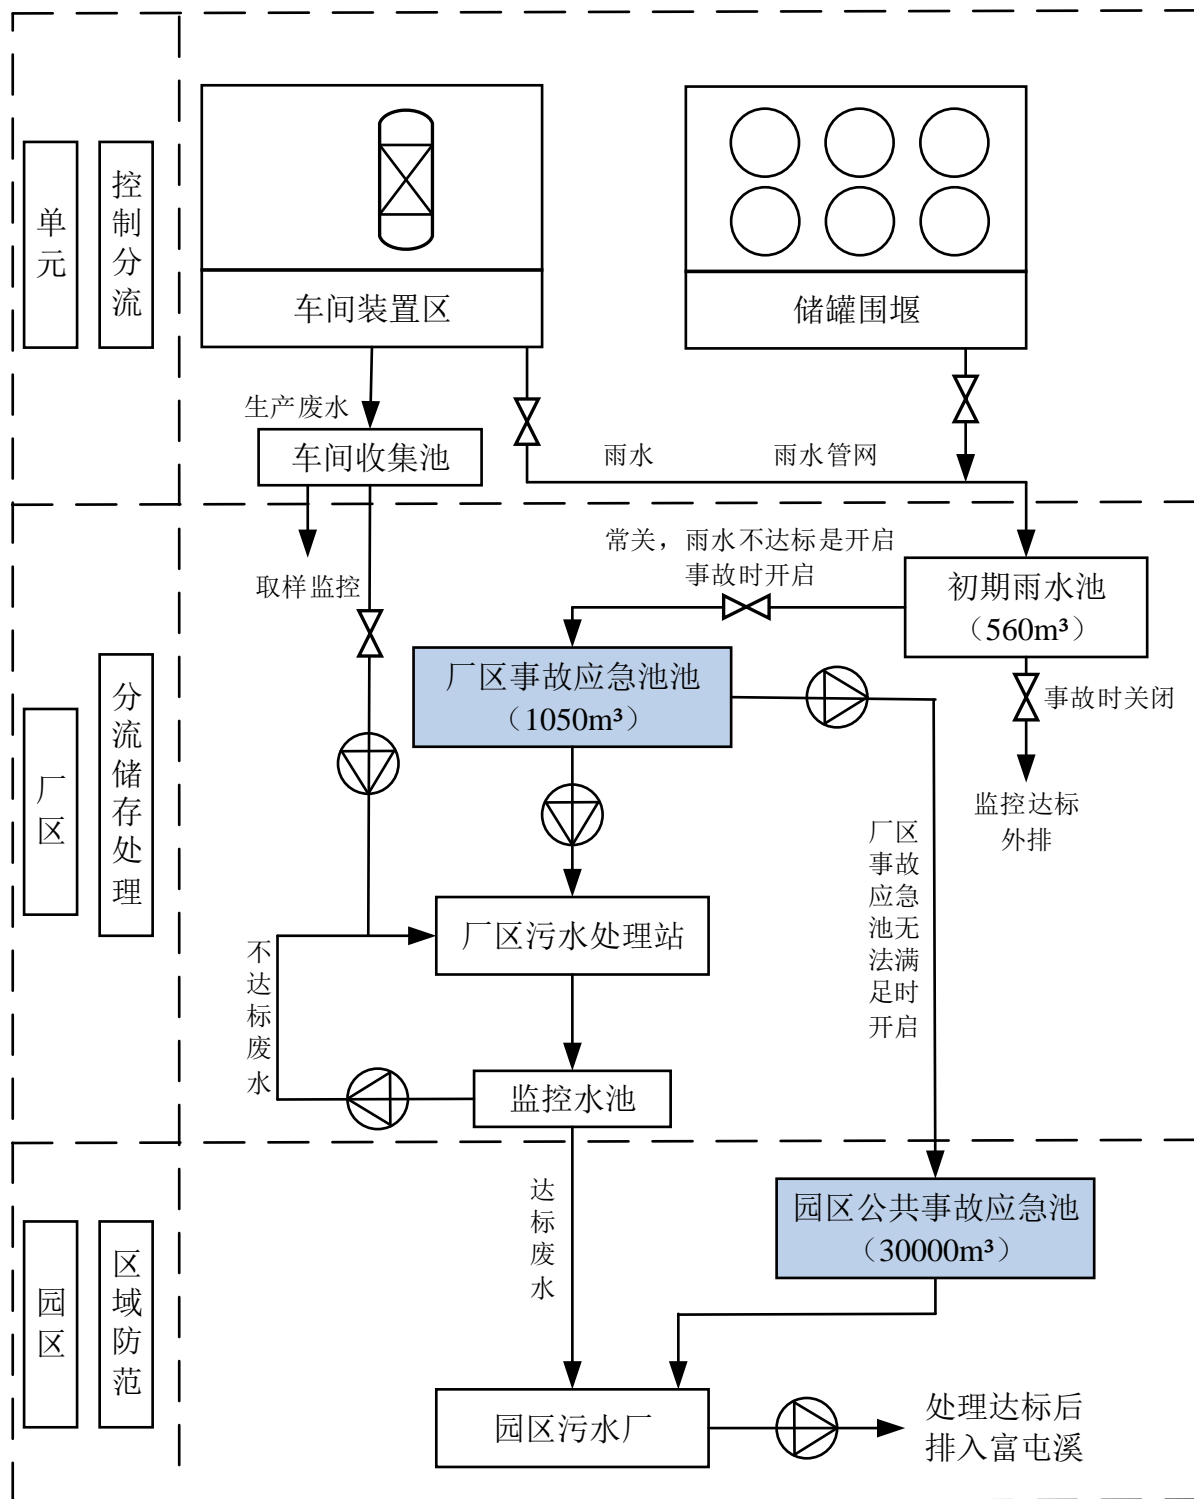 单元
控制分流
车间装置区
储罐围堰
生产废水
车间收集池
雨水
雨水管网
取样监控
常关，雨水不达标是开启
事故时开启
初期雨水池
（560m³）
厂区
分流储存处理
厂区事故应急池池
（1050m³）
事故时关闭
监控达标
外排
厂区
事故
应急
池无
法满
足时
开启
厂区污水处理站
不达标废水
监控水池
园区
区域防范
达标废水
园区公共事故应急池
（30000m³）
园区污水厂
处理达标后
排入富屯溪